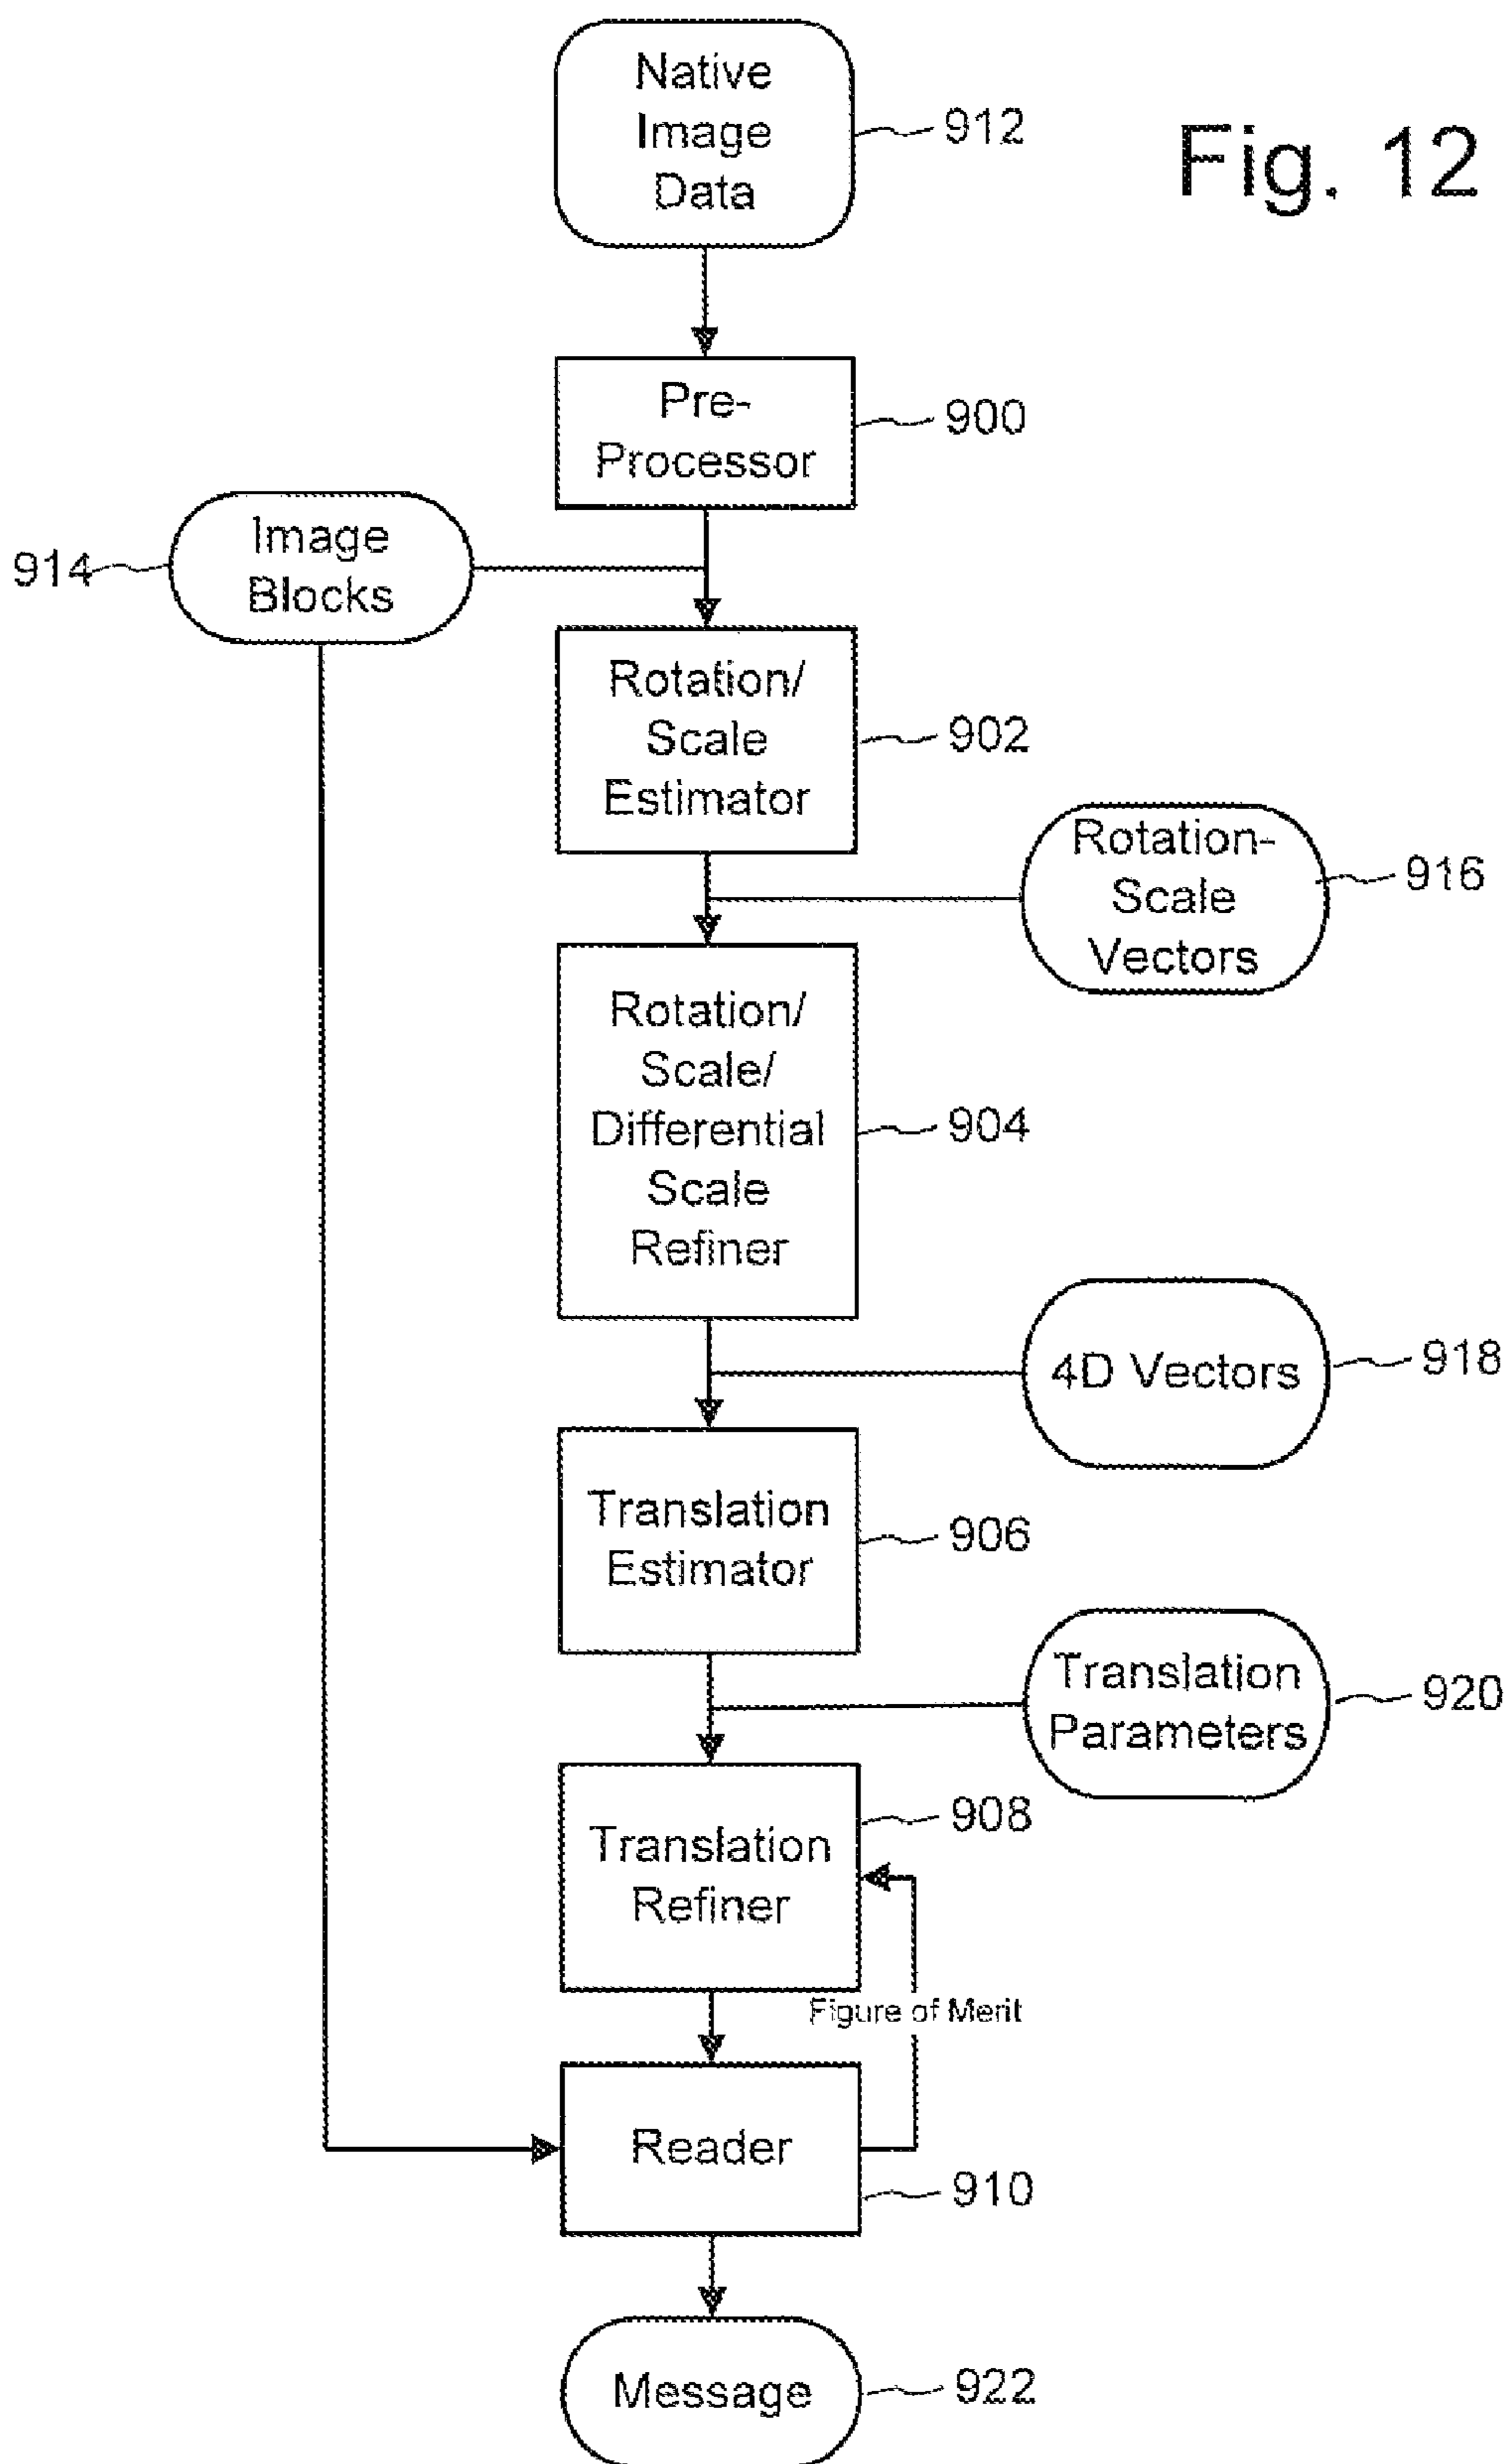 Fig. 12
Native
Image
Data
912
Pre-
Processor
900
Image
Blocks
914
Rotation/
Scale
Estimator
902
Rotation-
Scale
Vectors
916
Rotation/
Scale/
Differential
Scale
Refiner
904
4D Vectors
918
Translation
Estimator
906
Translation
Parameters
920
Translation
Refiner
908
Figure of Merit
Reader
910
Message
922